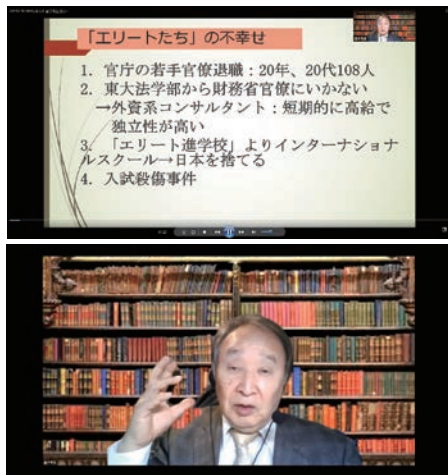 「エリートたち」の不幸せ
1. 官庁の若手官僚退職:20年、20代108人
2. 東大法学部から財務省官僚にいかない
→外資系コンサルタント:短期的に高給で
独立性が高い
3. 「エリート進学校」よりインターナショナ
ルスクール→日本を捨てる
4. 入試殺傷事件